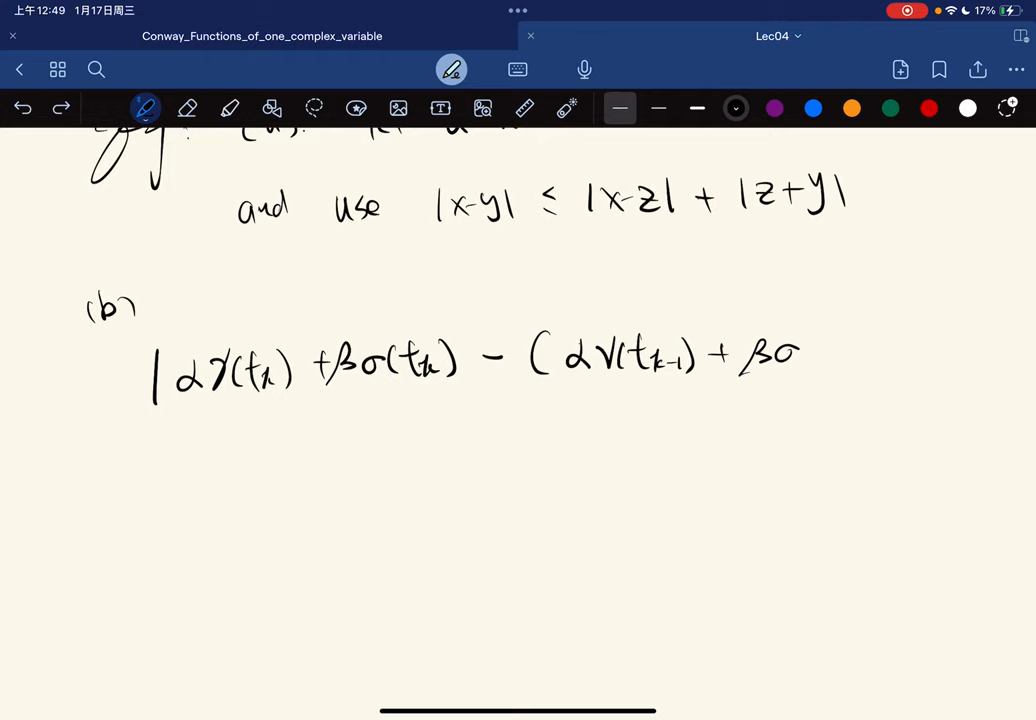 上午12:49 1月17日周三
17%
Conway_Functions_of_one_complex_variable
Lec04
and use |x-y| ≤ |x-z| + |z+y|
(b)
|αγ(tₖ) + βσ(tₖ) - (αγ(tₖ₋₁) + βσ